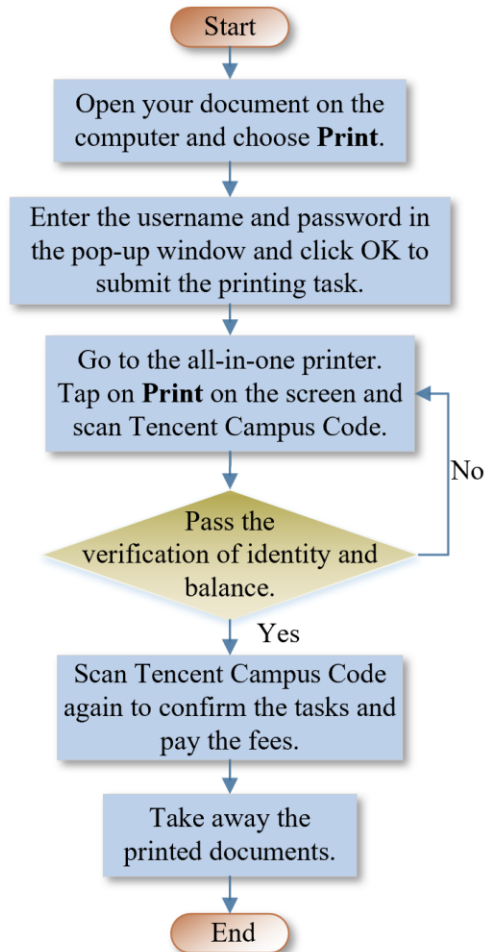 Start
Open your document on the
computer and choose Print.
Enter the username and password in
the pop-up window and click OK to
submit the printing task.
Go to the all-in-one printer.
Tap on Print on the screen and
scan Tencent Campus Code.
No
Pass the
verification of identity and
balance.
Yes
Scan Tencent Campus Code
again to confirm the tasks and
pay the fees.
Take away the
printed documents.
End